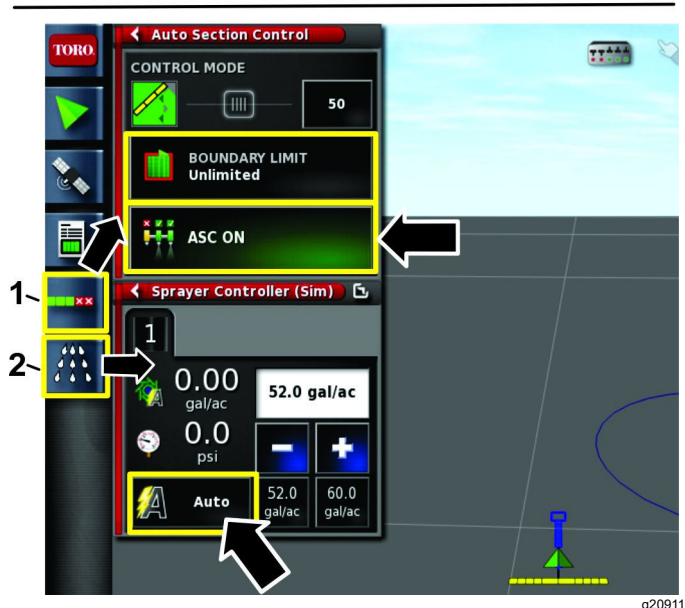 TORO.
Auto Section Control
CONTROL MODE
50
BOUNDARY LIMIT
Unlimited
ASC ON
1
Sprayer Controller (Sim)
2
1
0.00
gal/ac
52.0 gal/ac
0.0
psi
- +
A Auto
52.0
gal/ac
60.0
gal/ac
g20911